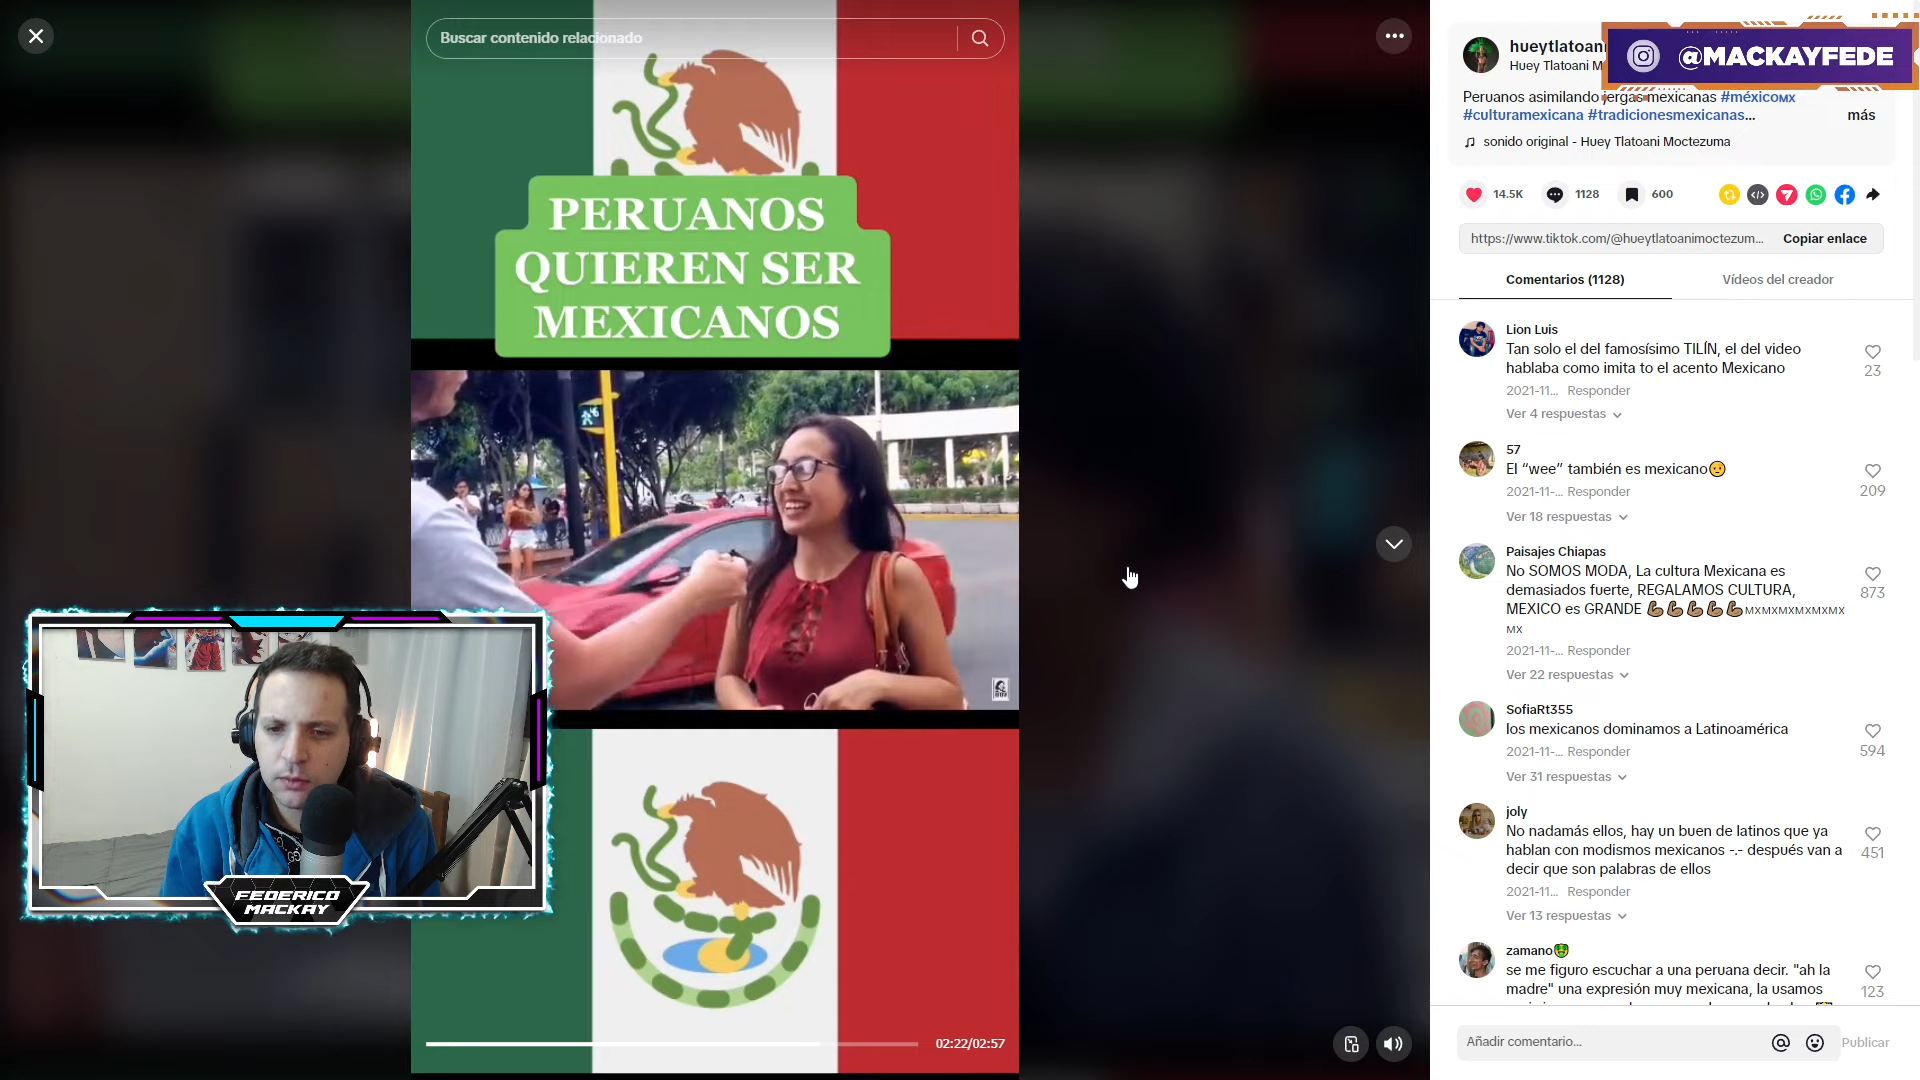 Buscar contenido relacionado
PERUANOS
QUIEREN SER
MEXICANOS
FEDERICO
MACKAY
02:22/02:57
hueytlatoani
Huey Tlatoani M
@MACKAYFEDE
Peruanos asimilando jergas mexicanas #méxicoMX
#culturamexicana #tradicionesmexicanas...
más
sonido original - Huey Tlatoani Moctezuma
14.5K
1128
600
https://www.tiktok.com/@hueytlatoanimoctezum...
Copiar enlace
Comentarios (1128)
Vídeos del creador
Lion Luis
Tan solo el del famosísimo TILÍN, el del video
hablaba como imita to el acento Mexicano
23
2021-11... Responder
Ver 4 respuestas
57
El “wee” también es mexicano
209
2021-11-... Responder
Ver 18 respuestas
Paisajes Chiapas
No SOMOS MODA, La cultura Mexicana es
demasiados fuerte, REGALAMOS CULTURA,
MEXICO es GRANDE 💪🏽💪🏽💪🏽💪🏽💪🏽MXMXMXMXMXMX
MX
873
2021-11-... Responder
Ver 22 respuestas
SofiaRt355
los mexicanos dominamos a Latinoamérica
594
2021-11-... Responder
Ver 31 respuestas
joly
No nadamás ellos, hay un buen de latinos que ya
hablan con modismos mexicanos -.- después van a
decir que son palabras de ellos
451
2021-11... Responder
Ver 13 respuestas
zamano🤑
se me figuro escuchar a una peruana decir. "ah la
madre" una expresión muy mexicana, la usamos
123
Añadir comentario...
Publicar